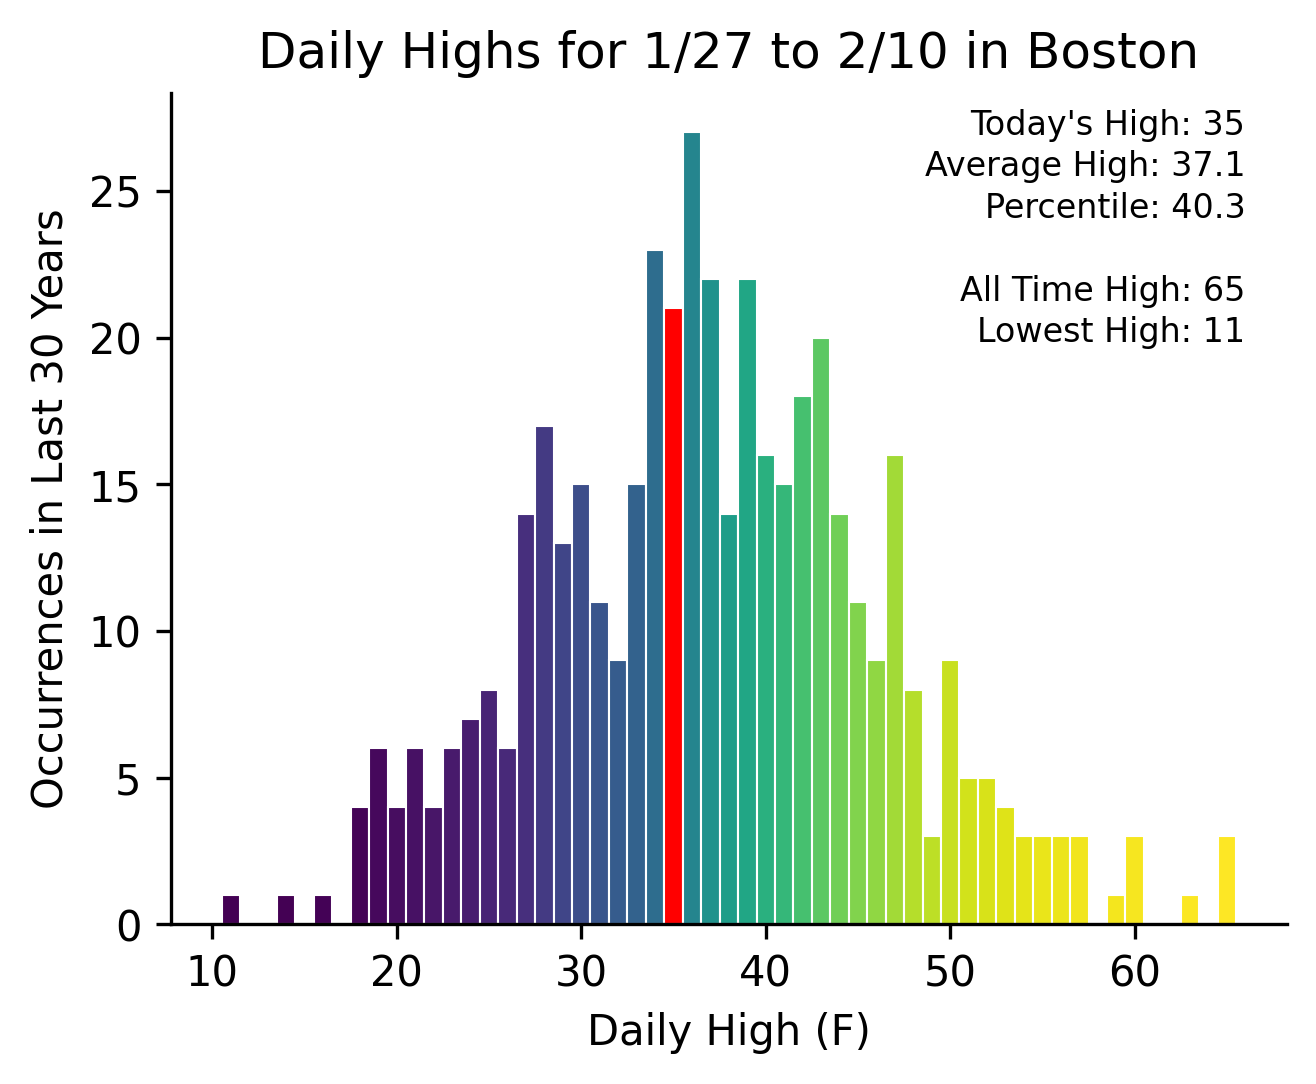 Daily Highs for 1/27 to 2/10 in Boston
Today's High: 35
Average High: 37.1
Percentile: 40.3
All Time High: 65
Lowest High: 11
Occurrences in Last 30 Years
25
20
15
10
5
0
10 20 30 40 50 60
Daily High (F)